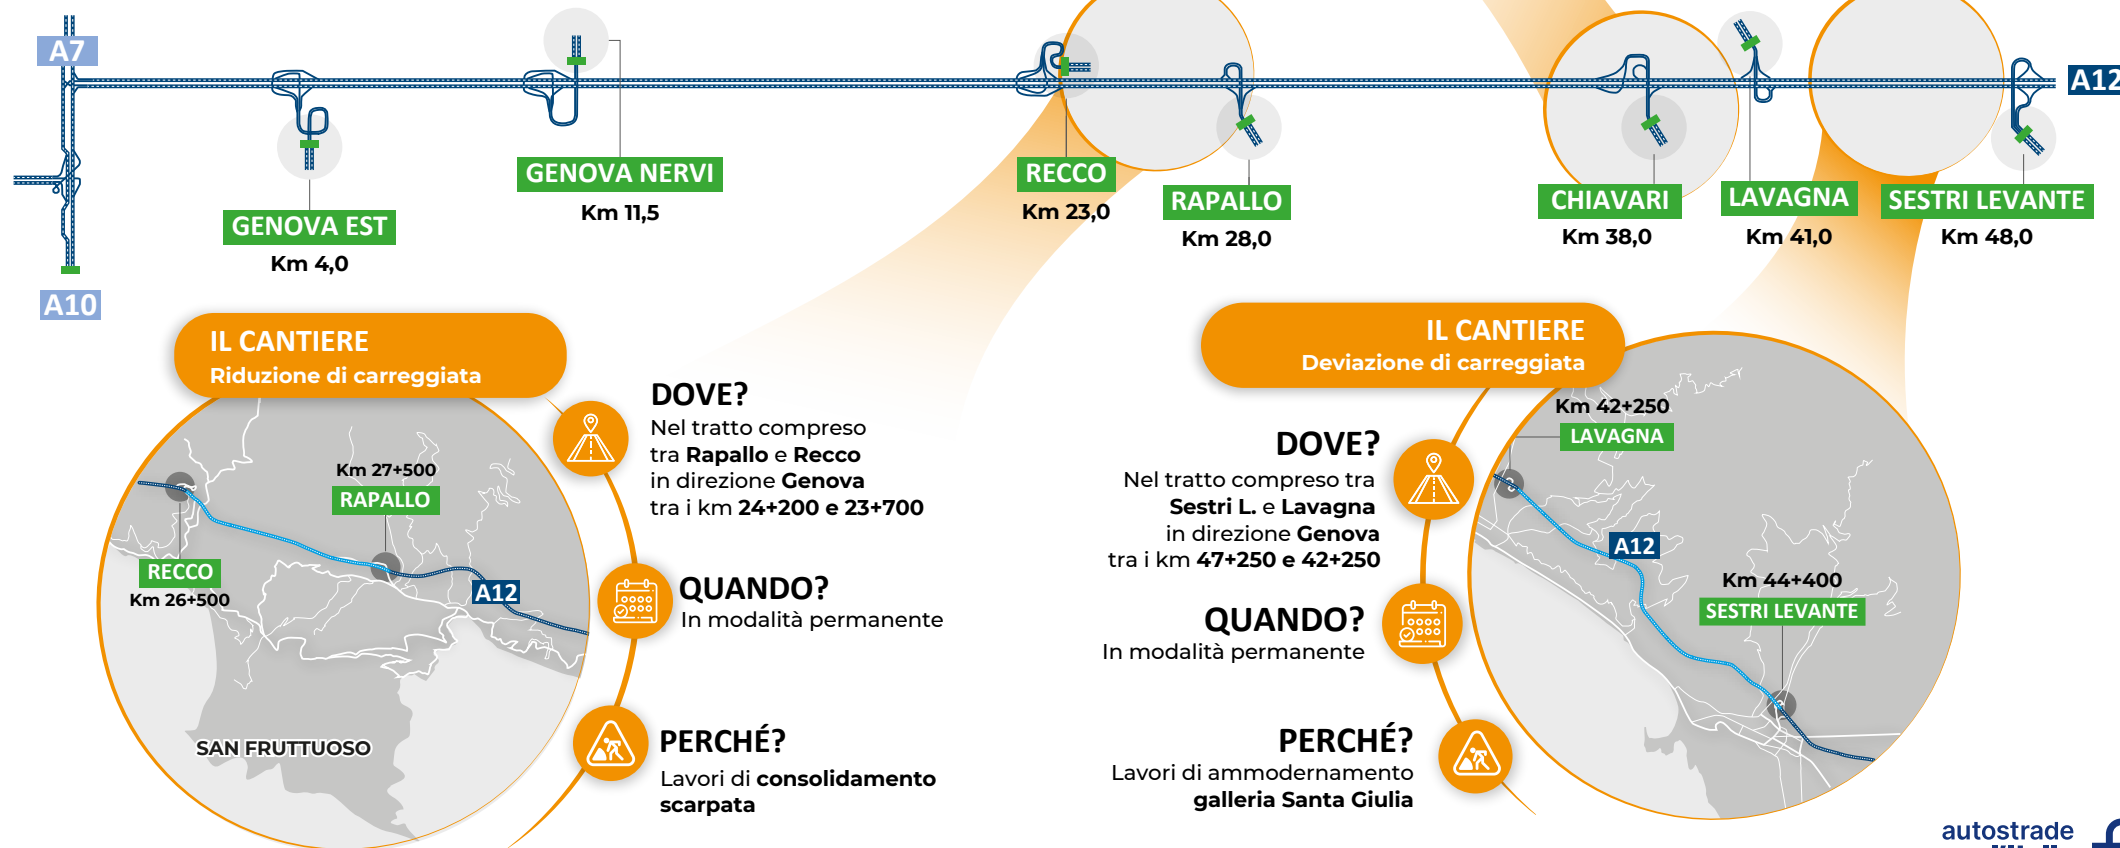 A7
A12
GENOVA EST
Km 4,0
GENOVA NERVI
Km 11,5
RECCO
Km 23,0
RAPALLO
Km 28,0
CHIAVARI
Km 38,0
LAVAGNA
Km 41,0
SESTRI LEVANTE
Km 48,0
A10
IL CANTIERE
Riduzione di carreggiata
Km 27+500
RAPALLO
RECCO
Km 26+500
A12
SAN FRUTTUOSO
DOVE?
Nel tratto compreso
tra Rapallo e Recco
in direzione Genova
tra i km 24+200 e 23+700
QUANDO?
In modalità permanente
PERCHÉ?
Lavori di consolidamento
scarpata
IL CANTIERE
Deviazione di carreggiata
DOVE?
Nel tratto compreso tra
Sestri L. e Lavagna
in direzione Genova
tra i km 47+250 e 42+250
QUANDO?
In modalità permanente
PERCHÉ?
Lavori di ammodernamento
galleria Santa Giulia
Km 42+250
LAVAGNA
A12
Km 44+400
SESTRI LEVANTE
autostrade